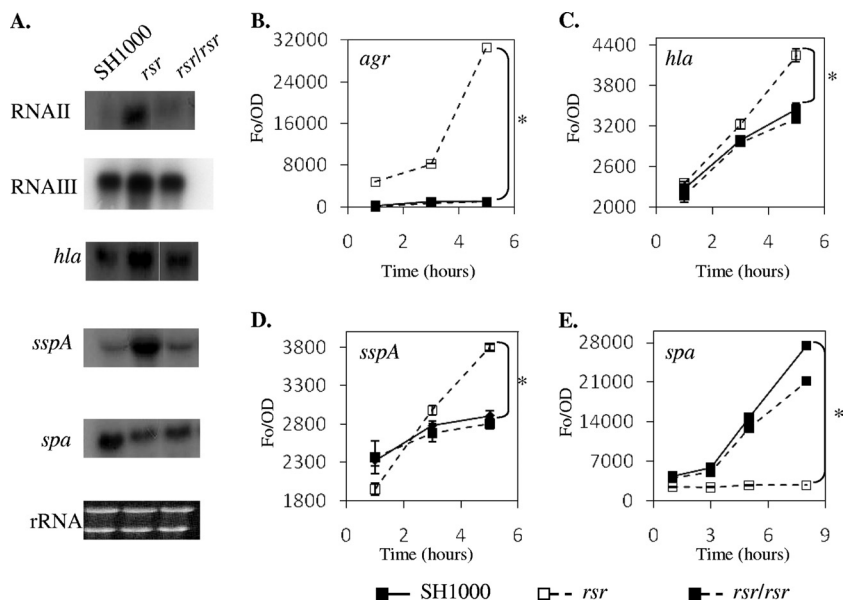 A.
SH1000
rsr
rsr/rsr
RNAII
RNAIII
hla
sspA
spa
rRNA
B.
agr
32000
24000
16000
8000
0
Fo/OD
0 2 4 6
Time (hours)
*
C.
hla
4400
3800
3200
2600
2000
Fo/OD
0 2 4 6
Time (hours)
*
D.
sspA
3800
3300
2800
2300
1800
Fo/OD
0 2 4 6
Time (hours)
*
E.
spa
28000
21000
14000
7000
0
Fo/OD
0 3 6 9
Time (hours)
*
SH1000
rsr
rsr/rsr